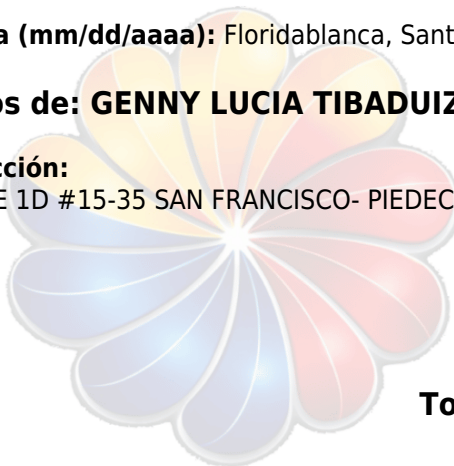 a (mm/dd/aaaa): Floridablanca, Sant
os de: GENNY LUCIA TIBADUIZ
cción:
E 1D #15-35 SAN FRANCISCO- PIEDEC
To